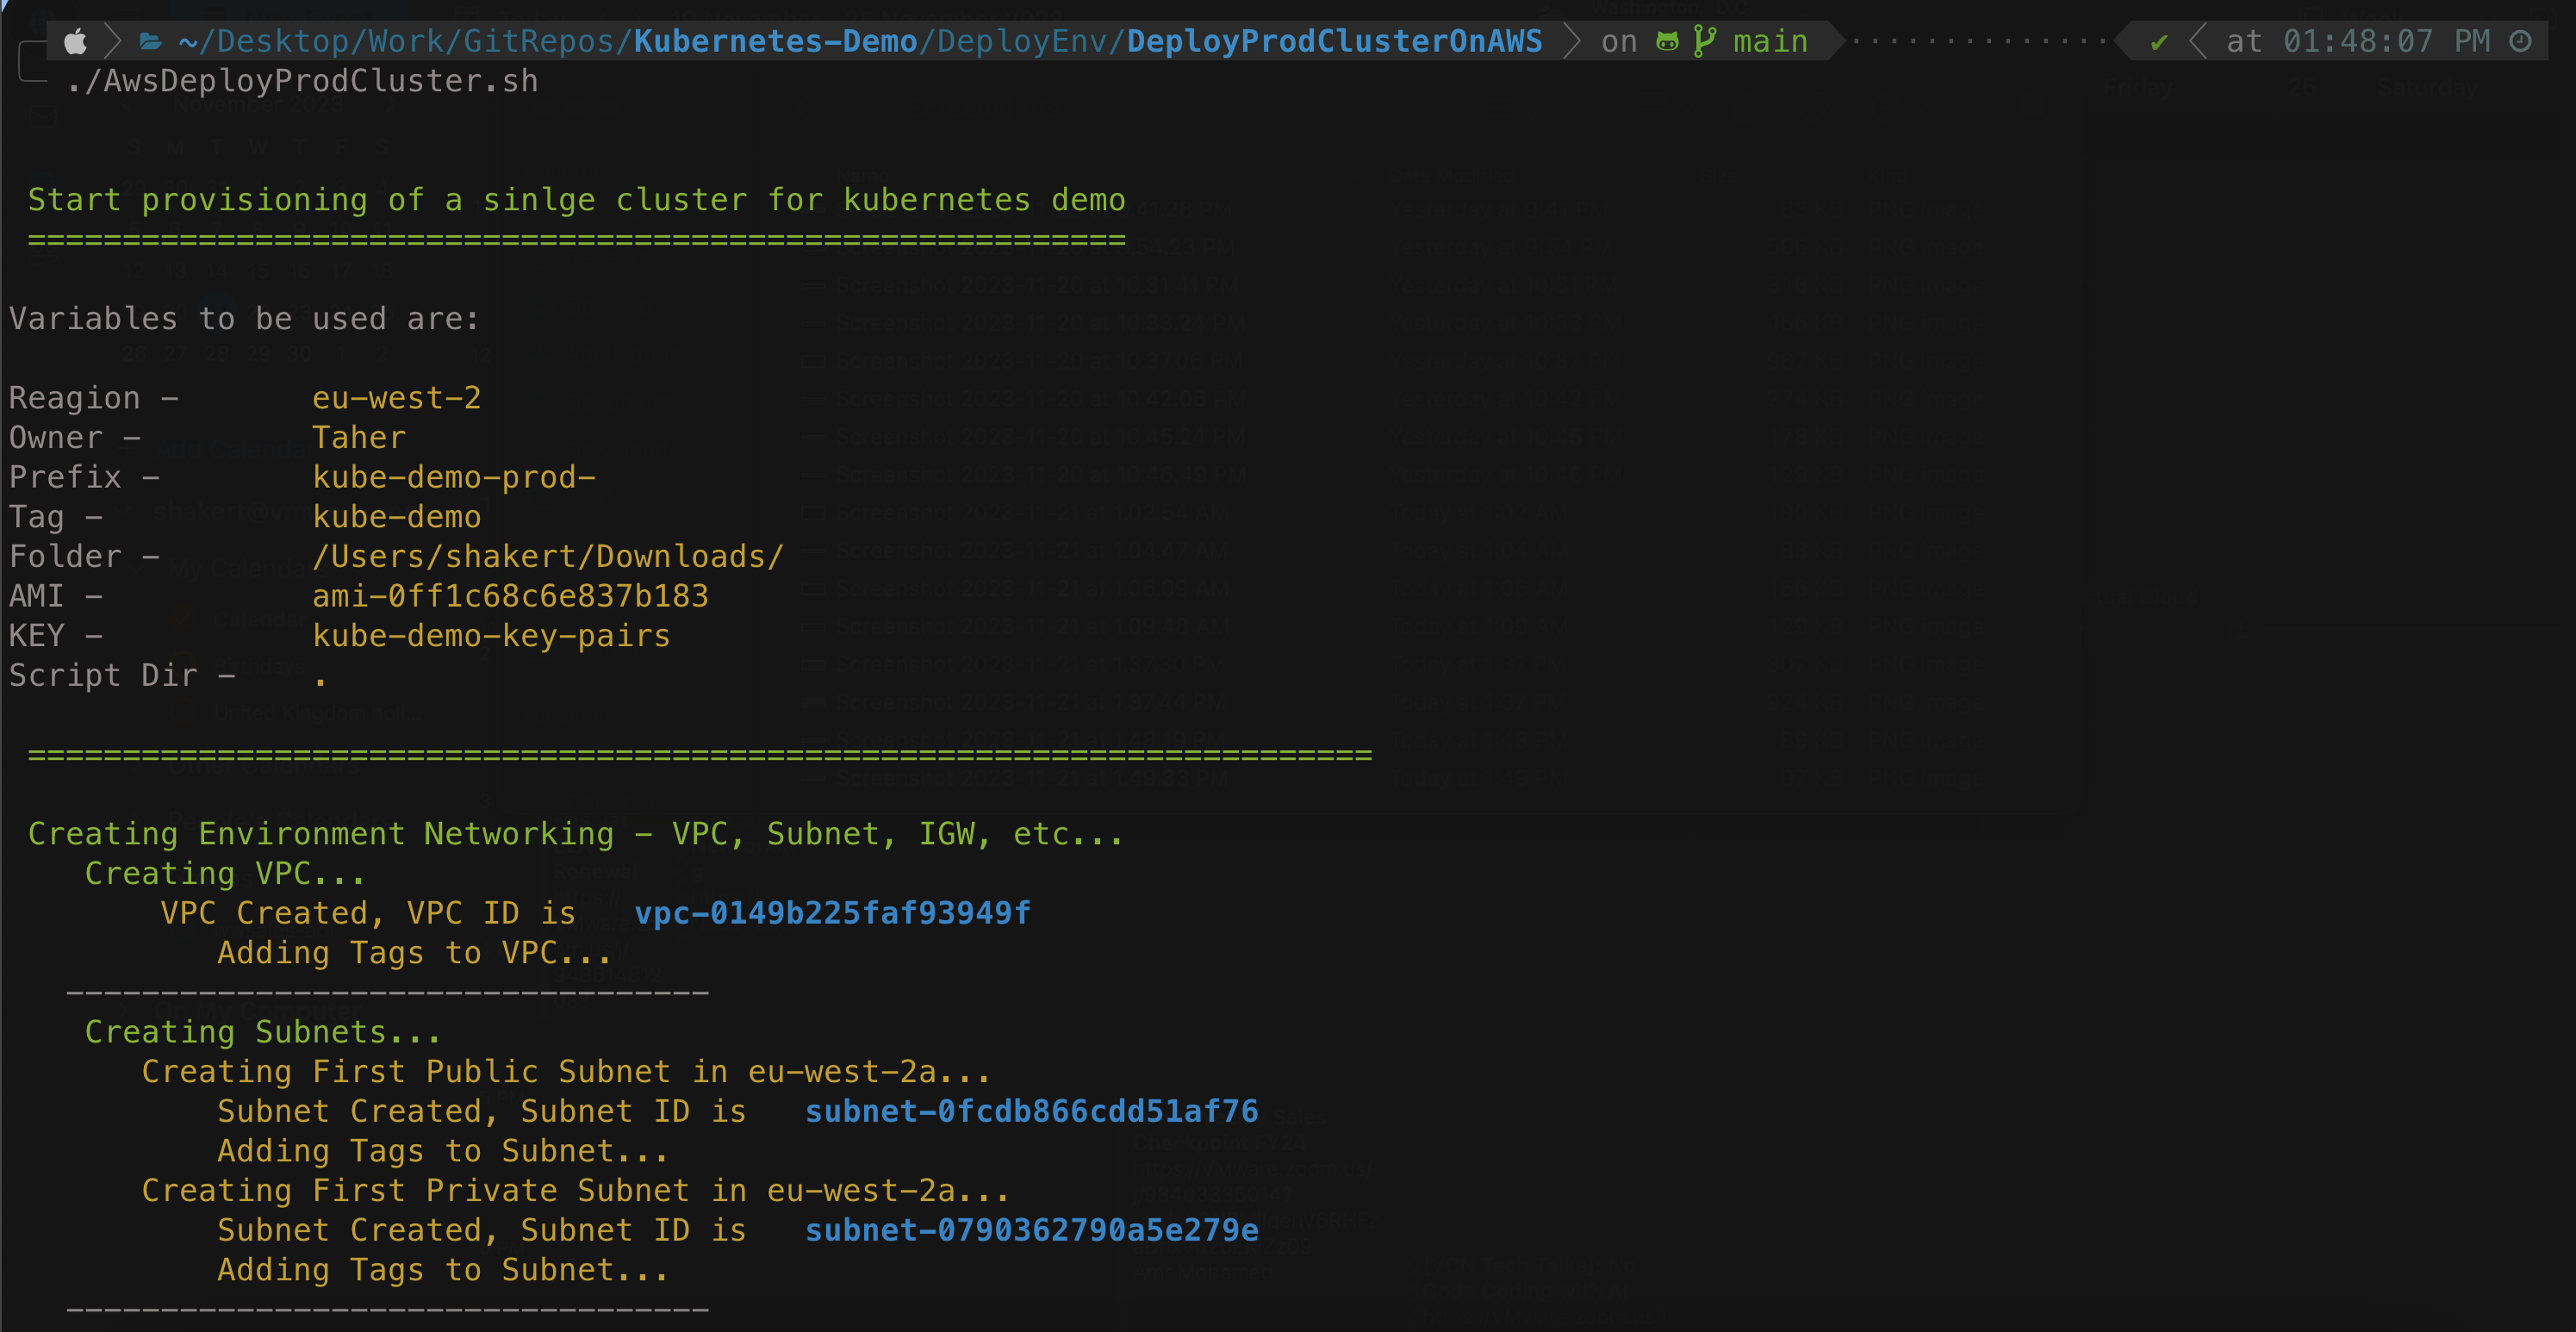 ~/Desktop/Work/GitRepos/Kubernetes-Demo/DeployEnv/DeployProdClusterOnAWS on main ✔ at 01:48:07 PM
./AwsDeployProdCluster.sh
Start provisioning of a sinlge cluster for kubernetes demo
==========================================================
Variables to be used are:
Reagion - eu-west-2
Owner - Taher
Prefix - kube-demo-prod-
Tag - kube-demo
Folder - /Users/shakert/Downloads/
AMI - ami-0ff1c68c6e837b183
KEY - kube-demo-key-pairs
Script Dir - .
=======================================================================
Creating Environment Networking - VPC, Subnet, IGW, etc...
Creating VPC...
VPC Created, VPC ID is vpc-0149b225faf93949f
Adding Tags to VPC...
----------------------------------
Creating Subnets...
Creating First Public Subnet in eu-west-2a...
Subnet Created, Subnet ID is subnet-0fcdb866cdd51af76
Adding Tags to Subnet...
Creating First Private Subnet in eu-west-2a...
Subnet Created, Subnet ID is subnet-0790362790a5e279e
Adding Tags to Subnet...
----------------------------------